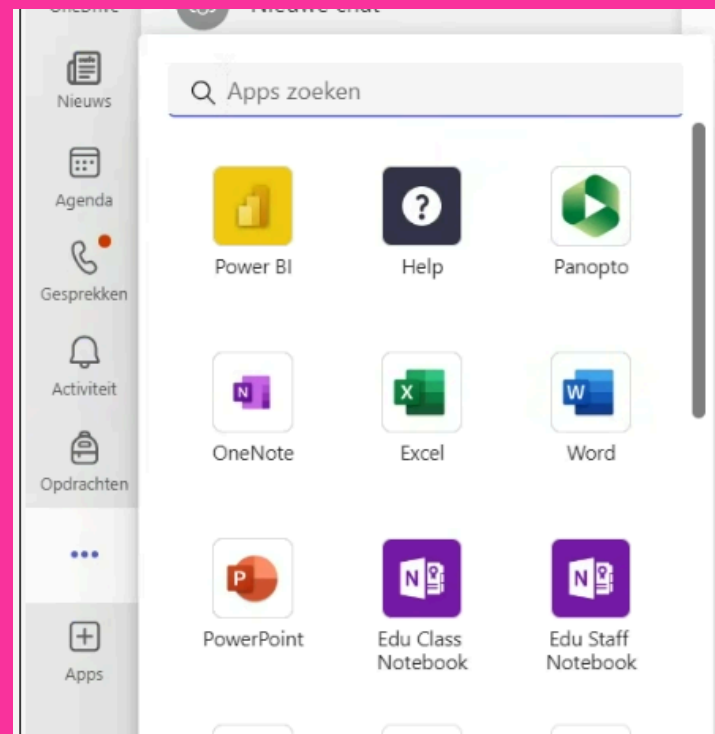 Nieuws
Agenda
Gesprekken
Activiteit
Opdrachten
Apps
Apps zoeken
Power BI
Help
Panopto
OneNote
Excel
Word
PowerPoint
Edu Class
Notebook
Edu Staff
Notebook